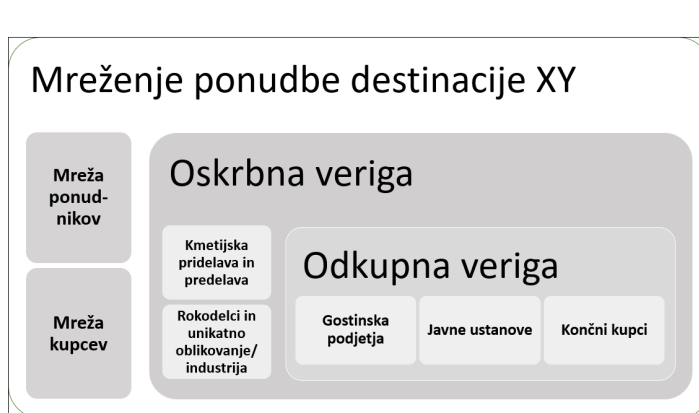 Mreženje ponudbe destinacije XY
Mreža
ponud-
nikov
Mreža
kupcev
Oskrbna veriga
Kmetijska
pridelava in
predelava
Rokodelci in
unikatno
oblikovanje/
industrija
Odkupna veriga
Gostinska
podjetja
Javne ustanove
Končni kupci